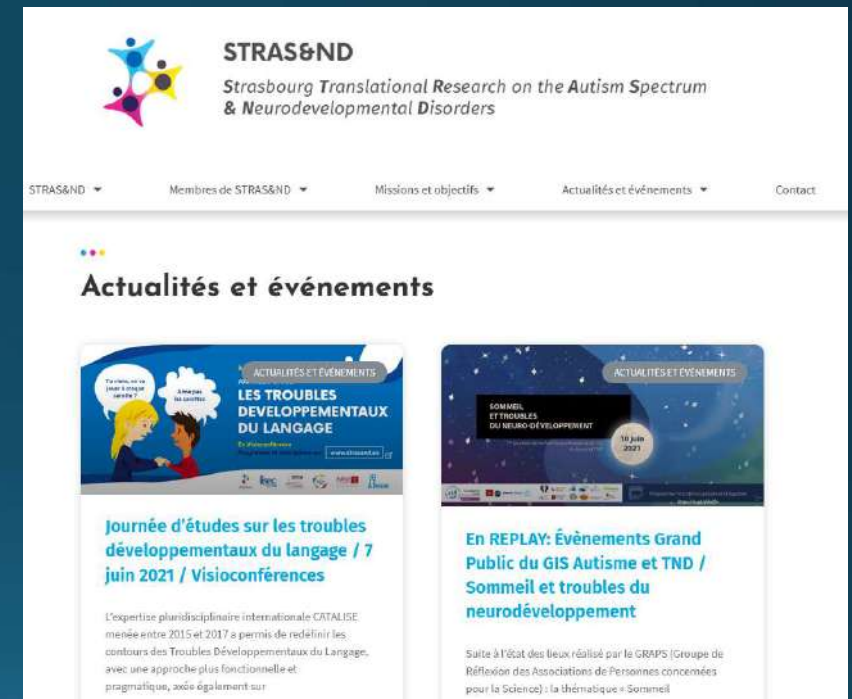 STRAS&ND
Strasbourg Translational Research on the Autism Spectrum
& Neurodevelopmental Disorders
STRAS&ND
Membres de STRAS&ND
Missions et objectifs
Actualités et événements
Contact
Actualités et événements
ACTUALITÉS ET ÉVÉNEMENTS
LES TROUBLES
DEVELOPPEMENTAUX
DU LANGAGE
En Visioconférence
www.strasand.eu
Journée d'études sur les troubles
développementaux du langage / 7
juin 2021 / Visioconférences
L'expertise pluridisciplinaire internationale CATALISE
menée entre 2015 et 2017 a permis de redéfinir les
contours des Troubles Développementaux du Langage,
avec une approche plus fonctionnelle et
pragmatique, axée également sur
ACTUALITÉS ET ÉVÉNEMENTS
SOMMEIL
ET TROUBLES
DU NEURO-DÉVELOPPEMENT
10 juin
2021
En REPLAY: Évènements Grand
Public du GIS Autisme et TND /
Sommeil et troubles du
neurodéveloppement
Suite à l'état des lieux réalisé par le GRAPS (Groupe de
Réflexion des Associations de Personnes concernées
pour la Science) : la thématique « Sommeil